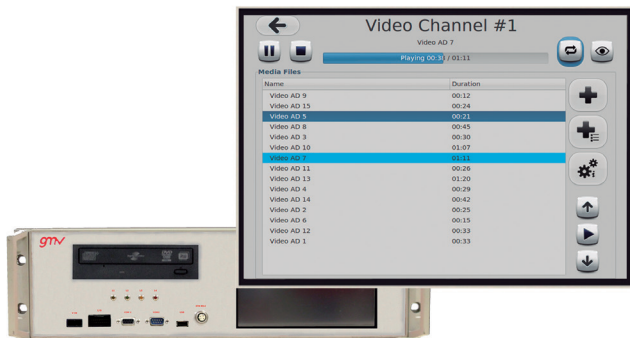 Video Channel #1
Video AD 7
Playing 00:30 / 01:11
Media Files
Name Duration
Video AD 9 00:12
Video AD 15 00:24
Video AD 5 00:21
Video AD 8 00:45
Video AD 3 00:30
Video AD 10 01:07
Video AD 7 01:11
Video AD 11 00:26
Video AD 13 01:20
Video AD 4 00:29
Video AD 14 00:42
Video AD 2 00:25
Video AD 6 00:15
Video AD 12 00:33
Video AD 1 00:33
gmv